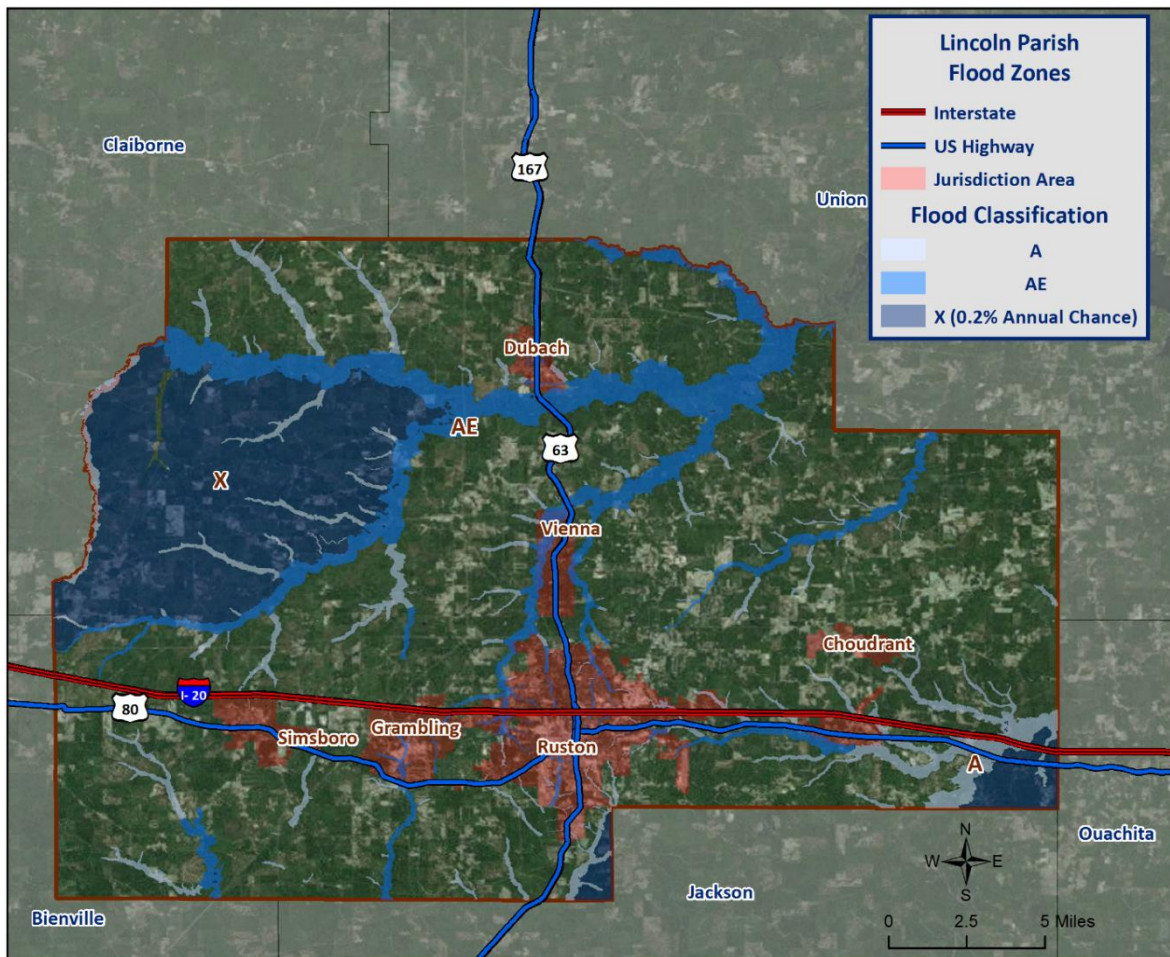 Lincoln Parish
Flood Zones
Interstate
US Highway
Jurisdiction Area
Flood Classification
A
AE
X (0.2% Annual Chance)
Claiborne
167
Union
Dubach
AE
63
X
Vienna
Choudrant
I- 20
80
Simsboro
Grambling
Ruston
A
Ouachita
N
W
E
S
Jackson
Bienville
0 2.5 5 Miles